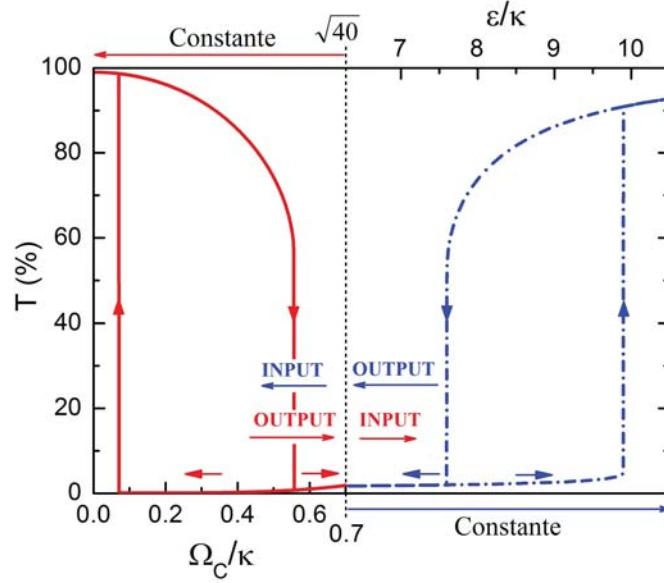 Constante
√40
ε/κ
7 8 9 10
100
80
60
40
20
0
T (%)
INPUT OUTPUT
OUTPUT INPUT
0.0 0.2 0.4 0.6 0.7
Ω_C/κ
Constante